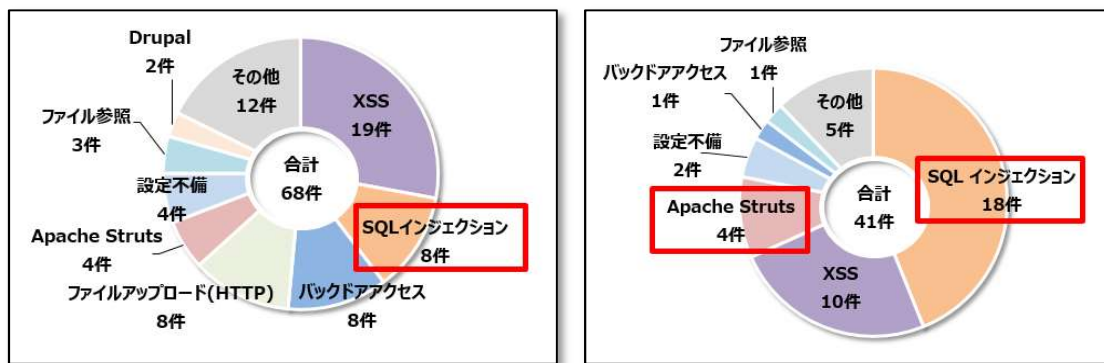 Drupal
2件
その他
12件
XSS
19件
ファイル参照
3件
合計
68件
設定不備
4件
SQLインジェクション
8件
Apache Struts
4件
ファイルアップロード(HTTP)
8件
バックドアアクセス
8件
ファイル参照
1件
バックドアアクセス
1件
その他
5件
設定不備
2件
SQL インジェクション
18件
合計
41件
Apache Struts
4件
XSS
10件